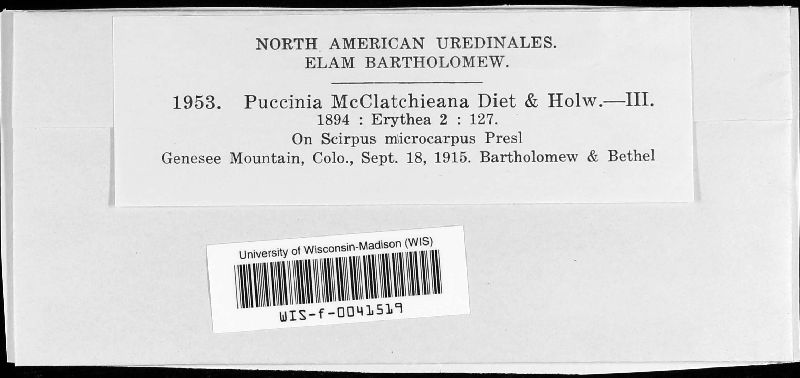 NORTH AMERICAN UREDINALES.
ELAM BARTHOLOMEW.
1953. Puccinia McClatchieana Diet & Holw.—III.
1894 : Erythea 2 : 127.
On Scirpus microcarpus Presl
Genesee Mountain, Colo., Sept. 18, 1915. Bartholomew & Bethel
University of Wisconsin-Madison (WIS)
WIS-f-0041519